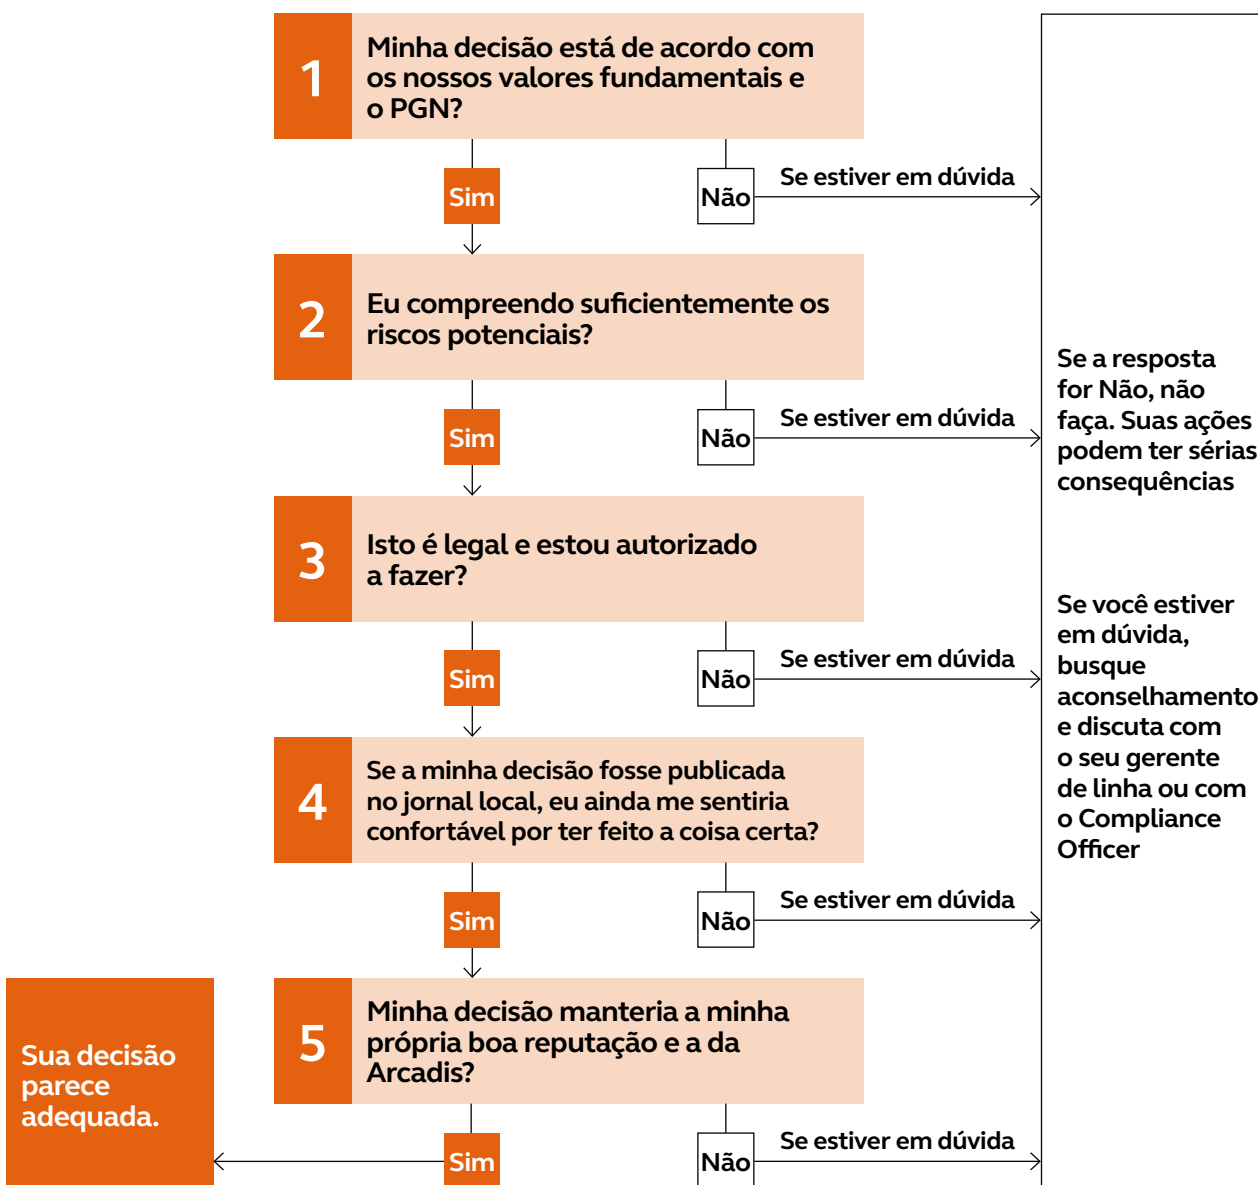 1
Minha decisão está de acordo com
os nossos valores fundamentais e
o PGN?
Sim
Não
Se estiver em dúvida
2
Eu compreendo suficientemente os
riscos potenciais?
Sim
Não
Se estiver em dúvida
3
Isto é legal e estou autorizado
a fazer?
Sim
Não
Se estiver em dúvida
4
Se a minha decisão fosse publicada
no jornal local, eu ainda me sentiria
confortável por ter feito a coisa certa?
Sim
Não
Se estiver em dúvida
5
Minha decisão manteria a minha
própria boa reputação e a da
Arcadis?
Sim
Não
Se estiver em dúvida
Sua decisão
parece
adequada.
Se a resposta
for Não, não
faça. Suas ações
podem ter sérias
consequências
Se você estiver
em dúvida,
busque
aconselhamento
e discuta com
o seu gerente
de linha ou com
o Compliance
Officer